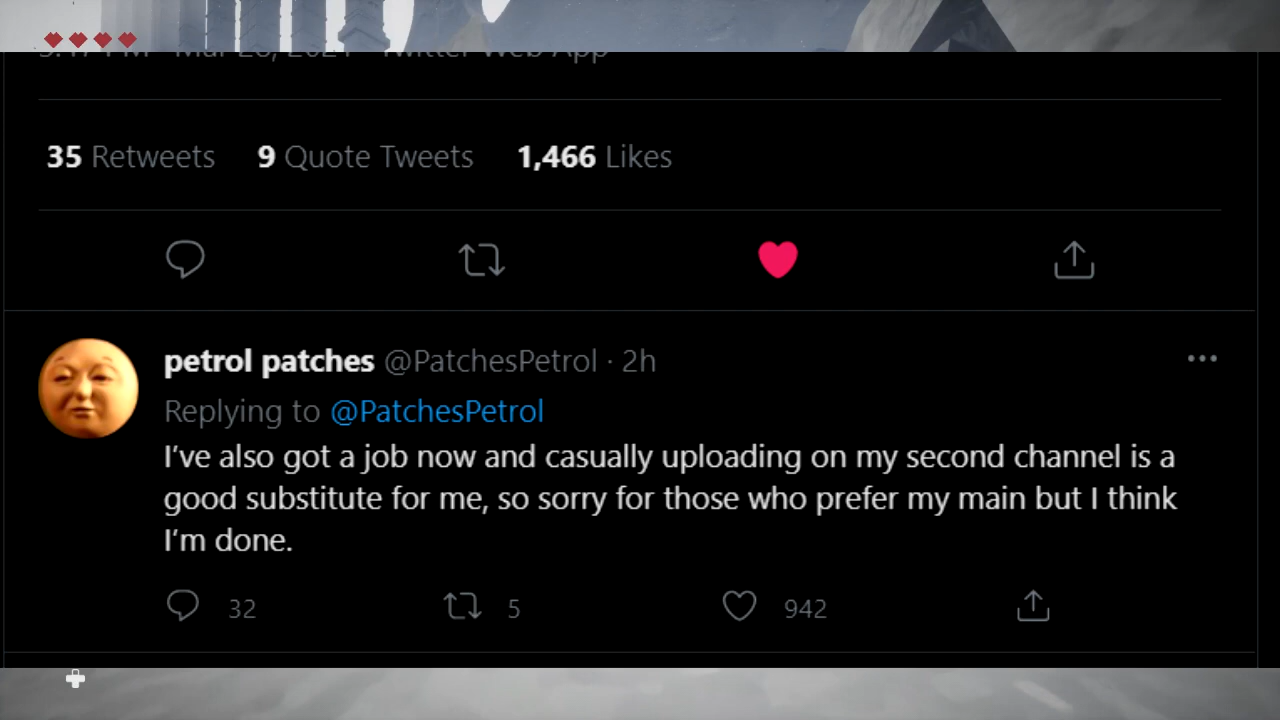 35 Retweets 9 Quote Tweets 1,466 Likes
petrol patches @PatchesPetrol · 2h
Replying to @PatchesPetrol
I've also got a job now and casually uploading on my second channel is a
good substitute for me, so sorry for those who prefer my main but I think
I'm done.
32 5 942